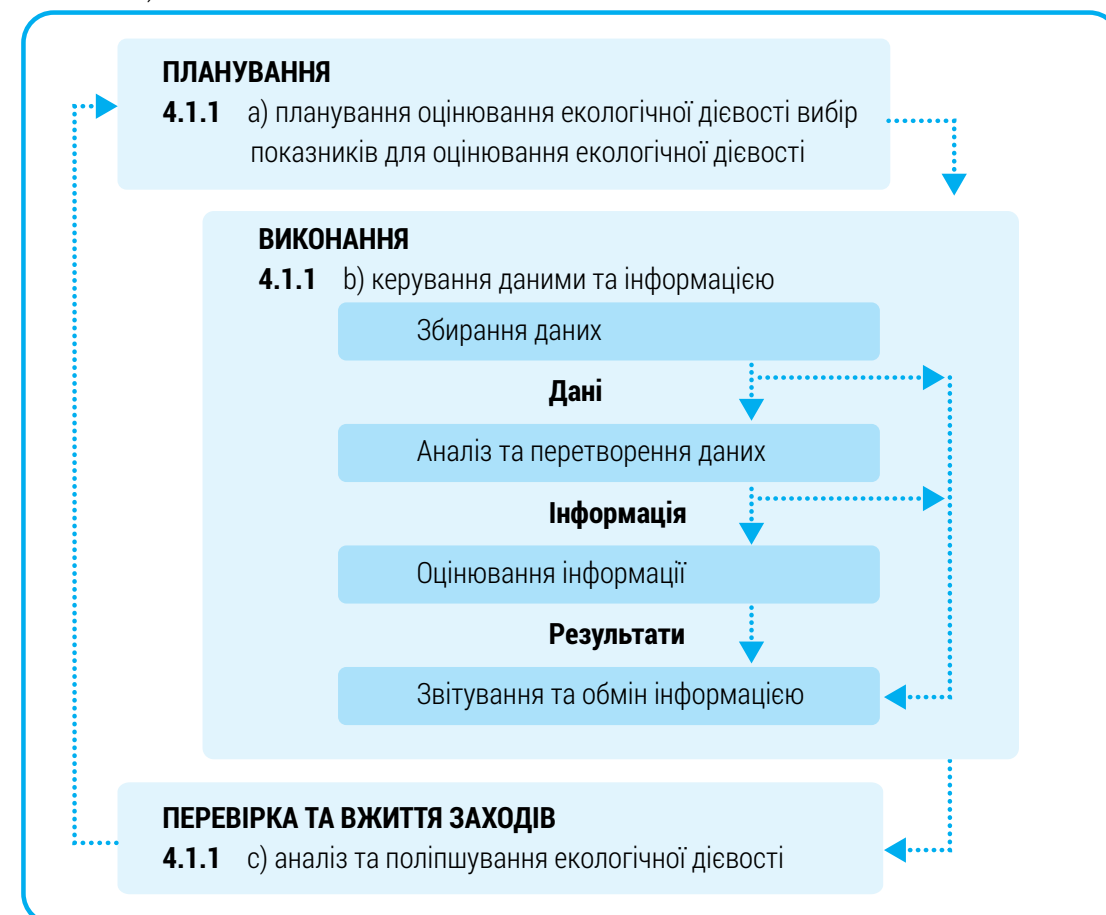 ПЛАНУВАННЯ
4.1.1 a) планування оцінювання екологічної дієвості вибір
показників для оцінювання екологічної дієвості
ВИКОНАННЯ
4.1.1 b) керування даними та інформацією
Збирання даних
Дані
Аналіз та перетворення даних
Інформація
Оцінювання інформації
Результати
Звітування та обмін інформацією
ПЕРЕВІРКА ТА ВЖИТТЯ ЗАХОДІВ
4.1.1 c) аналіз та поліпшування екологічної дієвості